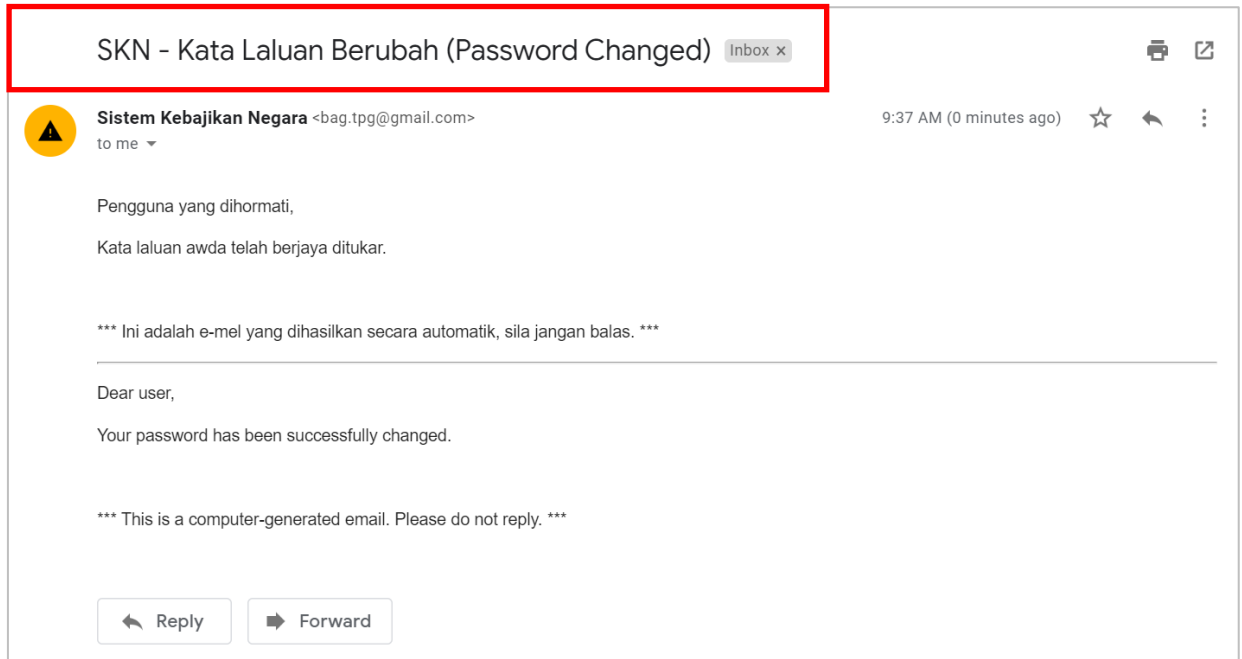 SKN - Kata Laluan Berubah (Password Changed) Inbox x
Sistem Kebajikan Negara <bag.tpg@gmail.com> 9:37 AM (0 minutes ago)
to me
Pengguna yang dihormati,
Kata laluan awda telah berjaya ditukar.
*** Ini adalah e-mel yang dihasilkan secara automatik, sila jangan balas. ***
Dear user,
Your password has been successfully changed.
*** This is a computer-generated email. Please do not reply. ***
Reply Forward